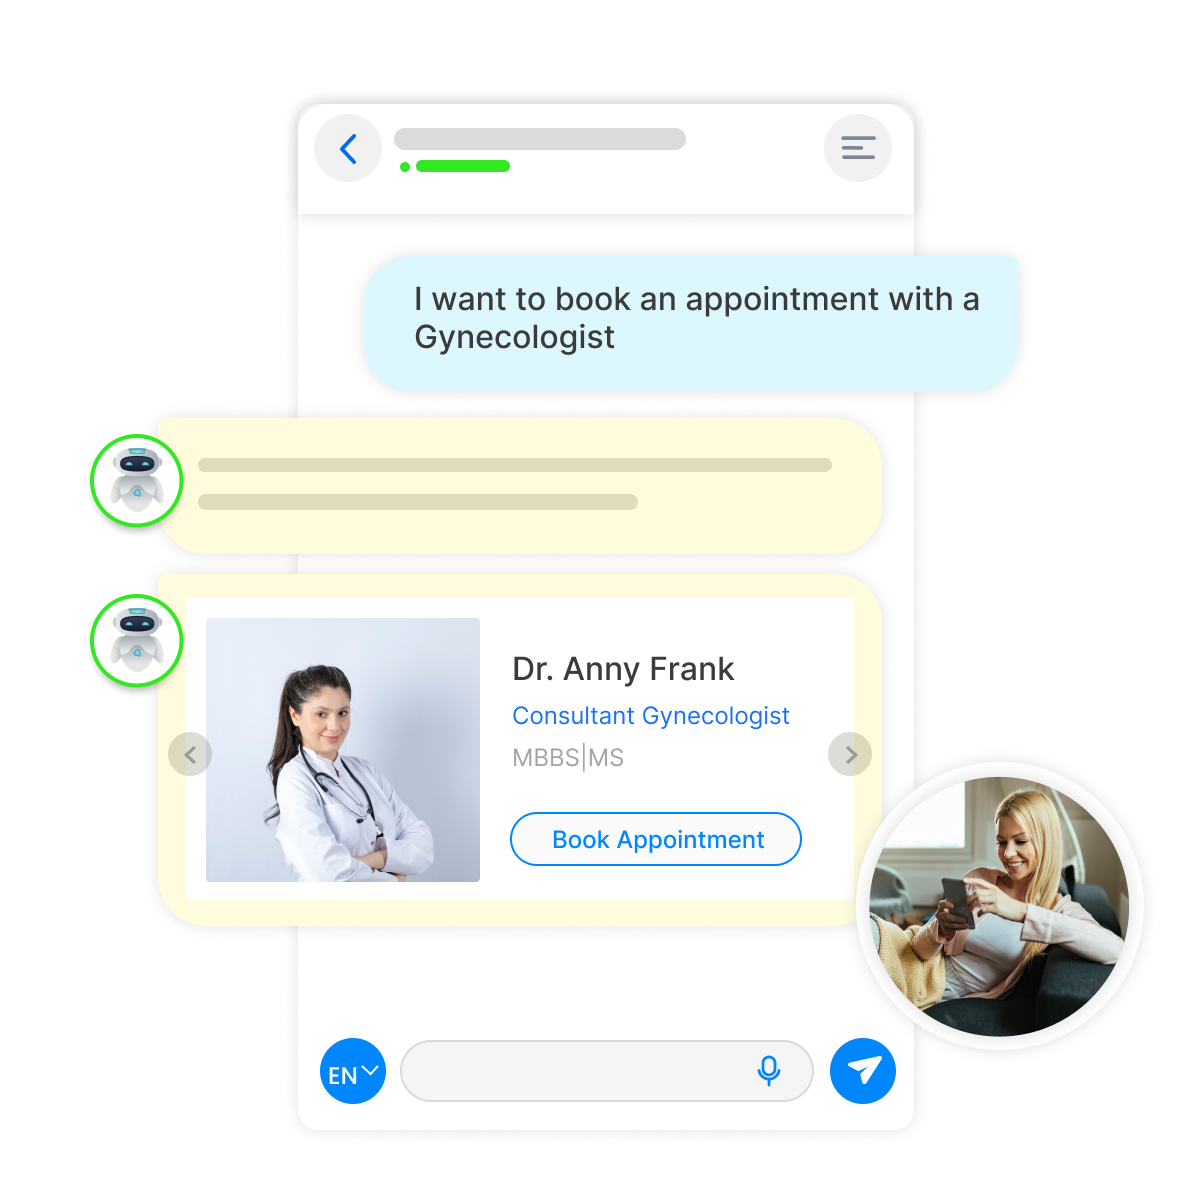 I want to book an appointment with a
Gynecologist
Dr. Anny Frank
Consultant Gynecologist
MBBS|MS
Book Appointment
EN